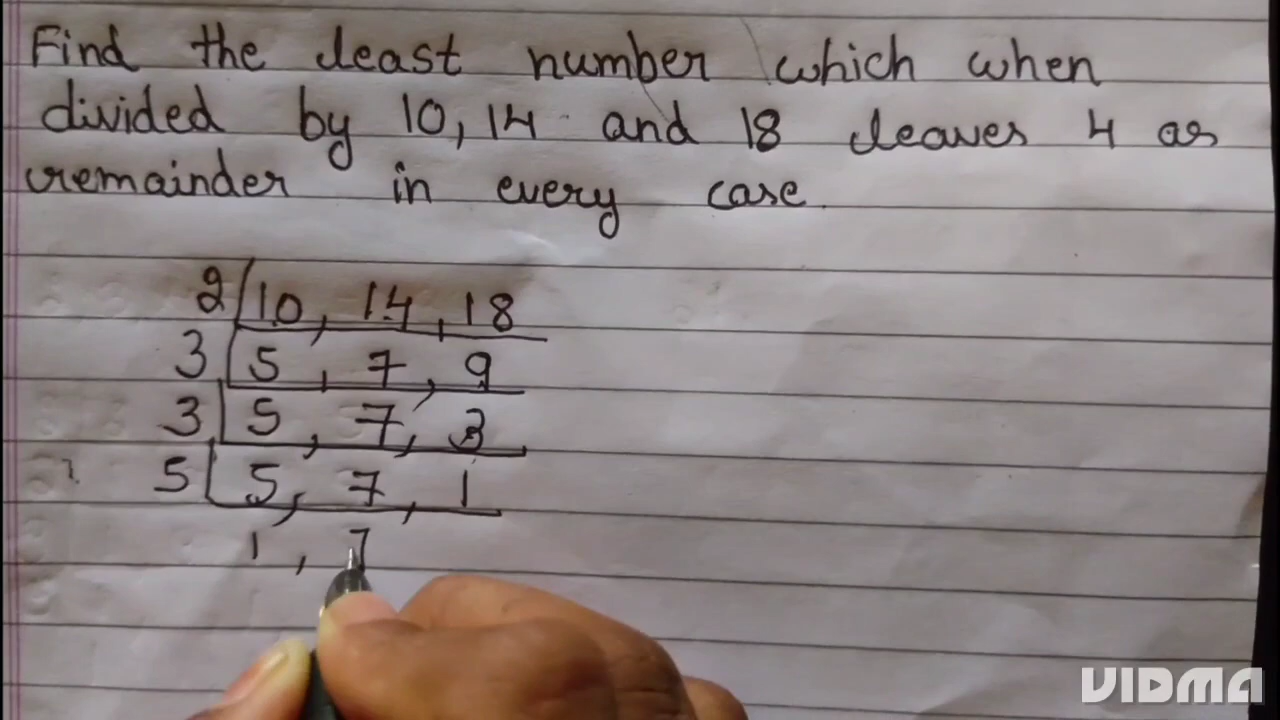 Find the least number which when
divided by 10, 14 and 18 leaves 4 as
remainder in every case.
2 10, 14, 18
3 5, 7, 9
3 5, 7, 3
5 5, 7, 1
1, 7
VIDMA